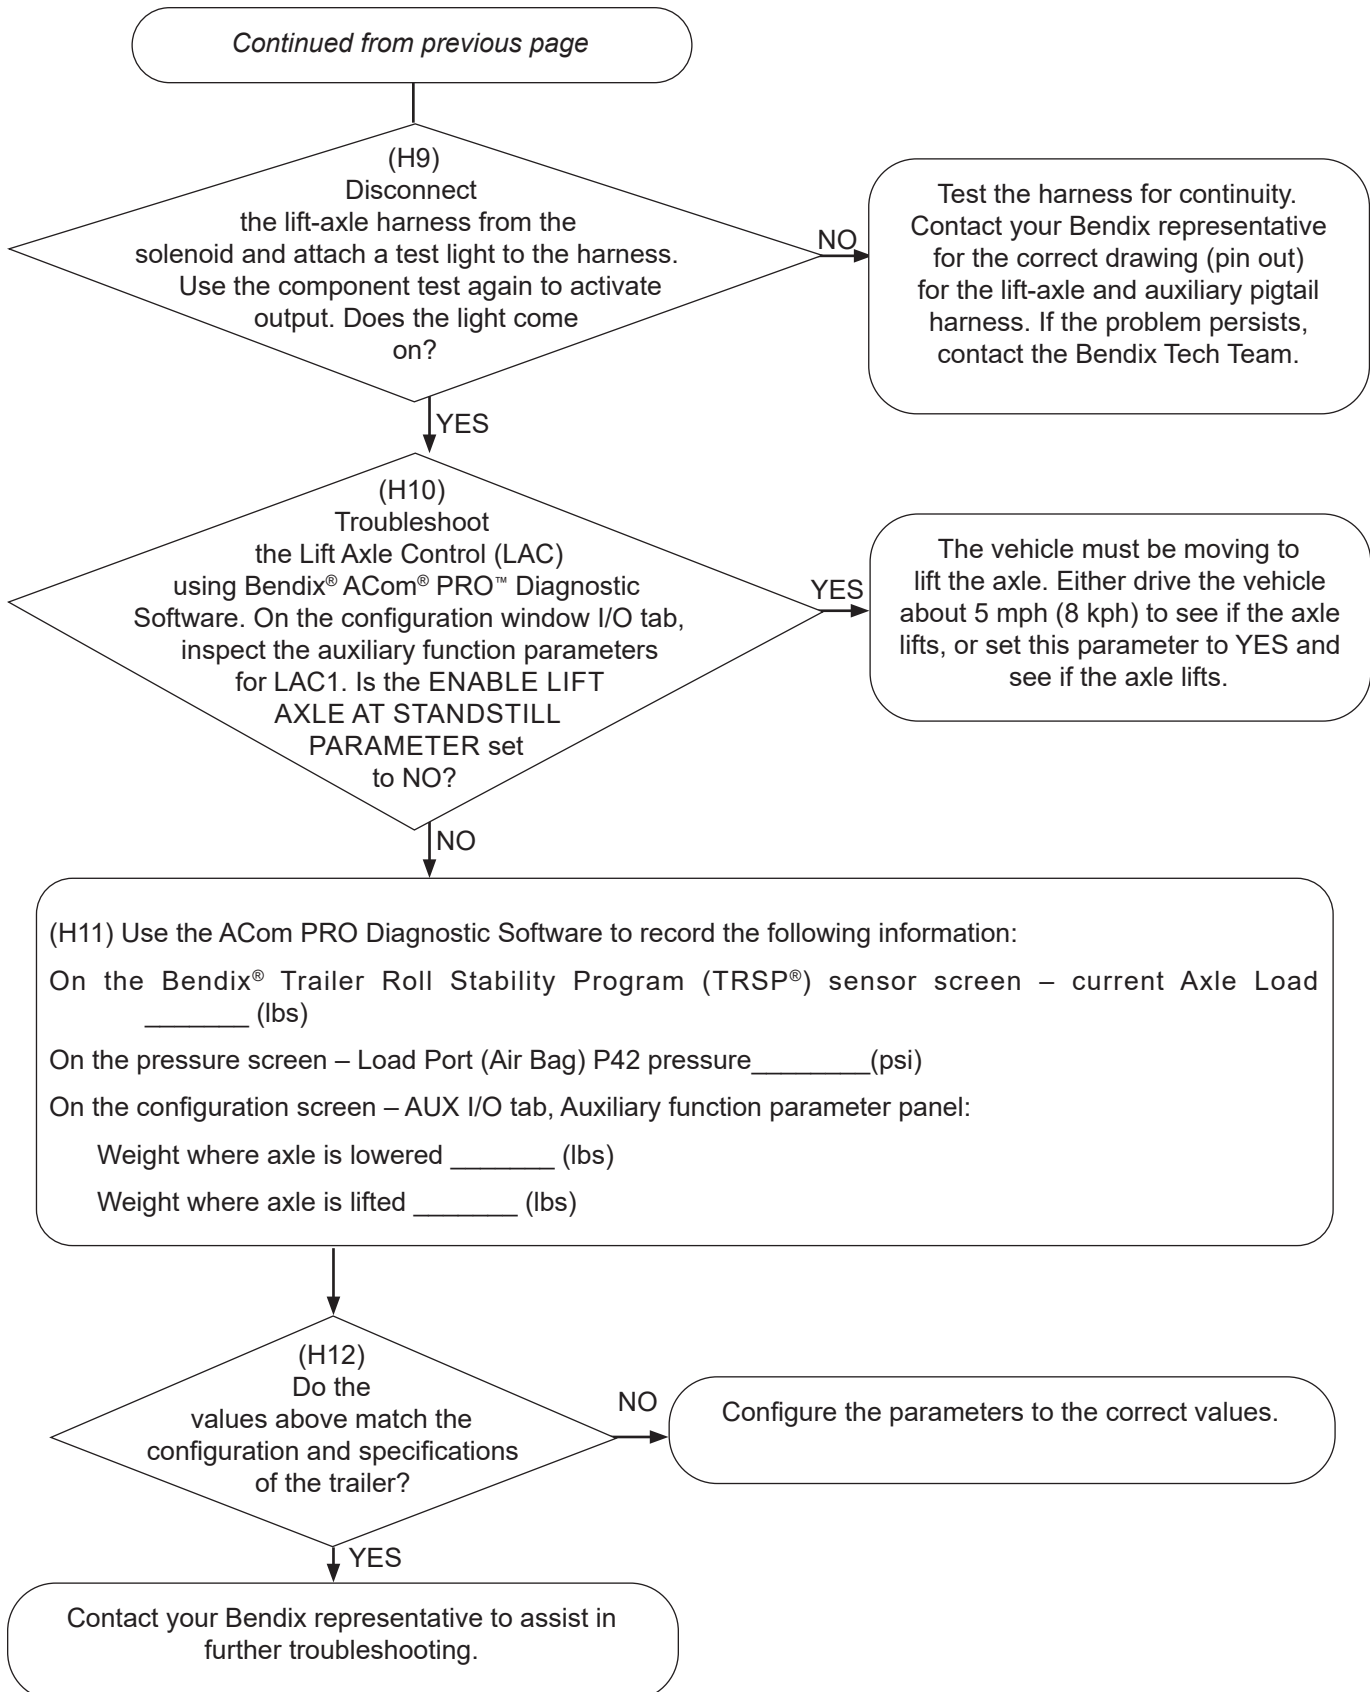 Continued from previous page
(H9)
Disconnect
the lift-axle harness from the
solenoid and attach a test light to the harness.
Use the component test again to activate
output. Does the light come
on?
NO
Test the harness for continuity.
Contact your Bendix representative
for the correct drawing (pin out)
for the lift-axle and auxiliary pigtail
harness. If the problem persists,
contact the Bendix Tech Team.
YES
(H10)
Troubleshoot
the Lift Axle Control (LAC)
using Bendix® ACom® PRO™ Diagnostic
Software. On the configuration window I/O tab,
inspect the auxiliary function parameters
for LAC1. Is the ENABLE LIFT
AXLE AT STANDSTILL
PARAMETER set
to NO?
YES
The vehicle must be moving to
lift the axle. Either drive the vehicle
about 5 mph (8 kph) to see if the axle
lifts, or set this parameter to YES and
see if the axle lifts.
NO
(H11) Use the ACom PRO Diagnostic Software to record the following information:
On the Bendix® Trailer Roll Stability Program (TRSP®) sensor screen – current Axle Load
_______ (lbs)
On the pressure screen – Load Port (Air Bag) P42 pressure________(psi)
On the configuration screen – AUX I/O tab, Auxiliary function parameter panel:
Weight where axle is lowered _______ (lbs)
Weight where axle is lifted _______ (lbs)
(H12)
Do the
values above match the
configuration and specifications
of the trailer?
NO
Configure the parameters to the correct values.
YES
Contact your Bendix representative to assist in
further troubleshooting.